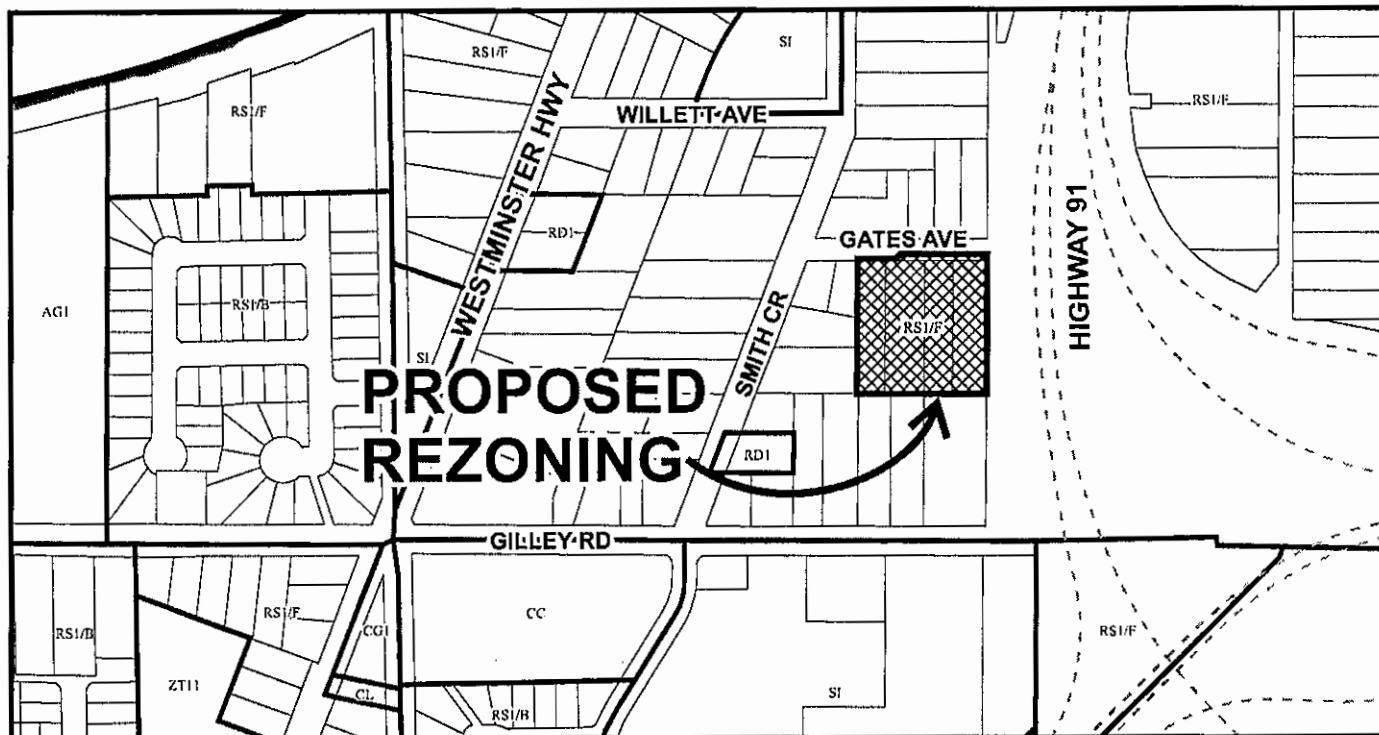 RS1/F
SI
RS1/F
RS1/F
WILLETT AVE
WESTMINSTER HWY
HIGHWAY 91
RD1
GATES AVE
AG1
RS1/B
RS1/F
SMITH CR
SI
PROPOSED
REZONING
RD1
GILLEY RD
RS1/B
RS1/F
CG1
CC
RS1/F
ZT11
CL
RS1/B
SI